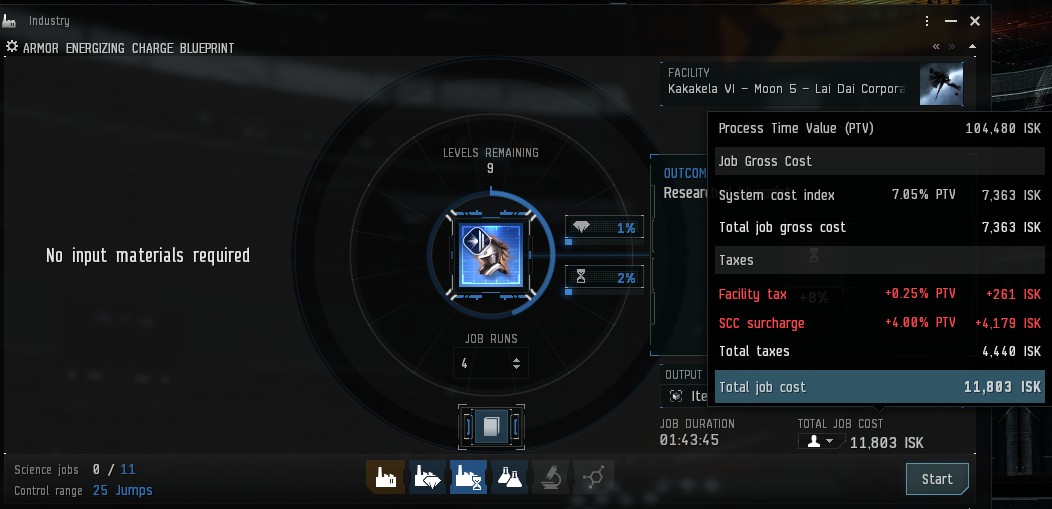 Industry
ARMOR ENERGIZING CHARGE BLUEPRINT
FACILITY
Kakakela VI - Moon 5 - Lai Dai Corpora
LEVELS REMAINING
9
1%
2%
No input materials required
JOB RUNS
4
OUTCOM
Resear
Process Time Value (PTV) 104,480 ISK
Job Gross Cost
System cost index 7.05% PTV 7,363 ISK
Total job gross cost 7,363 ISK
Taxes
+8%
Facility tax +0.25% PTV +261 ISK
SCC surcharge +4.00% PTV +4,179 ISK
Total taxes 4,440 ISK
Total job cost 11,803 ISK
OUTPUT
Ite
JOB DURATION
01:43:45
TOTAL JOB COST
11,803 ISK
Science jobs 0 / 11
Control range 25 Jumps
Start